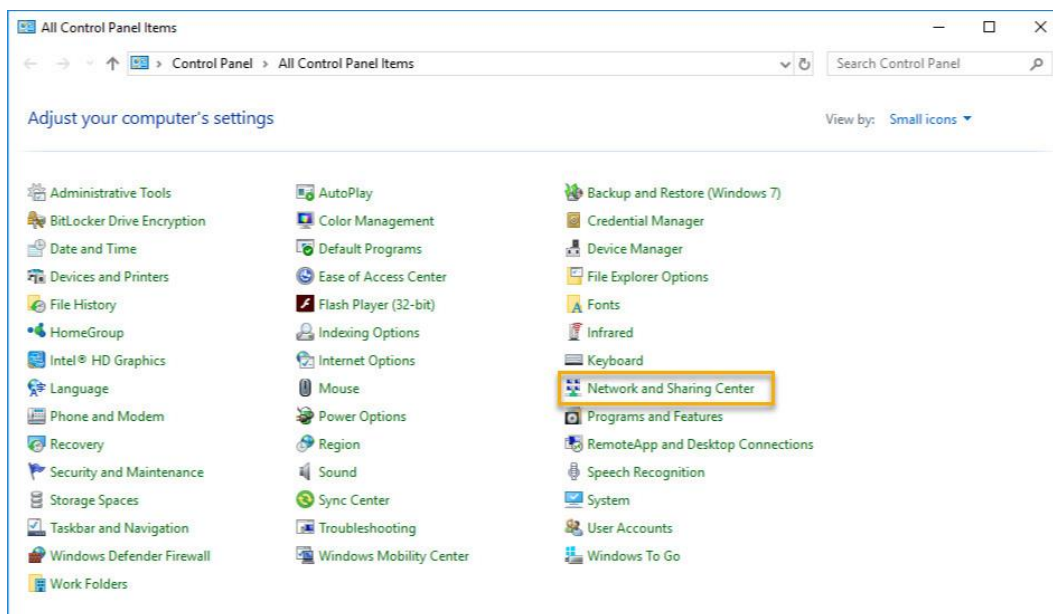 All Control Panel Items
Control Panel > All Control Panel Items
Search Control Panel
Adjust your computer's settings
View by: Small icons
Administrative Tools
AutoPlay
Backup and Restore (Windows 7)
BitLocker Drive Encryption
Color Management
Credential Manager
Date and Time
Default Programs
Device Manager
Devices and Printers
Ease of Access Center
File Explorer Options
File History
Flash Player (32-bit)
Fonts
HomeGroup
Indexing Options
Infrared
Intel® HD Graphics
Internet Options
Keyboard
Language
Mouse
Network and Sharing Center
Phone and Modem
Power Options
Programs and Features
Recovery
Region
RemoteApp and Desktop Connections
Security and Maintenance
Sound
Speech Recognition
Storage Spaces
Sync Center
System
Taskbar and Navigation
Troubleshooting
User Accounts
Windows Defender Firewall
Windows Mobility Center
Windows To Go
Work Folders